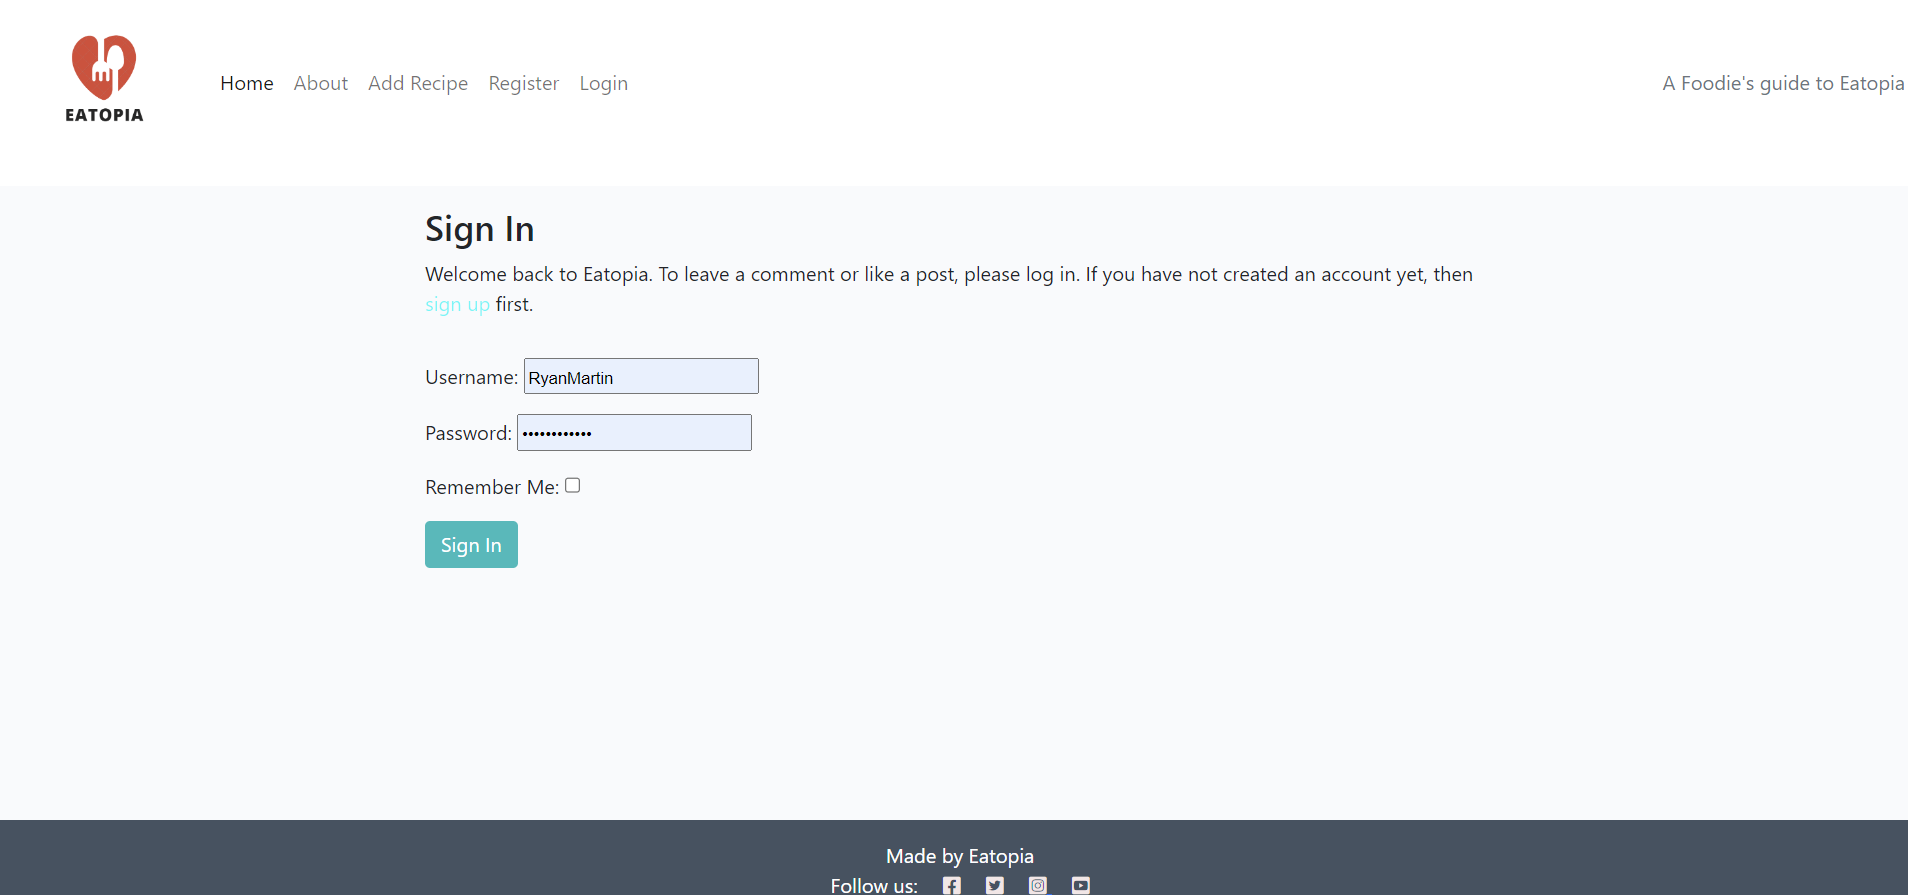 EATOPIA
Home About Add Recipe Register Login
A Foodie's guide to Eatopia
Sign In
Welcome back to Eatopia. To leave a comment or like a post, please log in. If you have not created an account yet, then
sign up first.
Username: RyanMartin
Password: ••••••••••••
Remember Me:
Sign In
Made by Eatopia
Follow us: